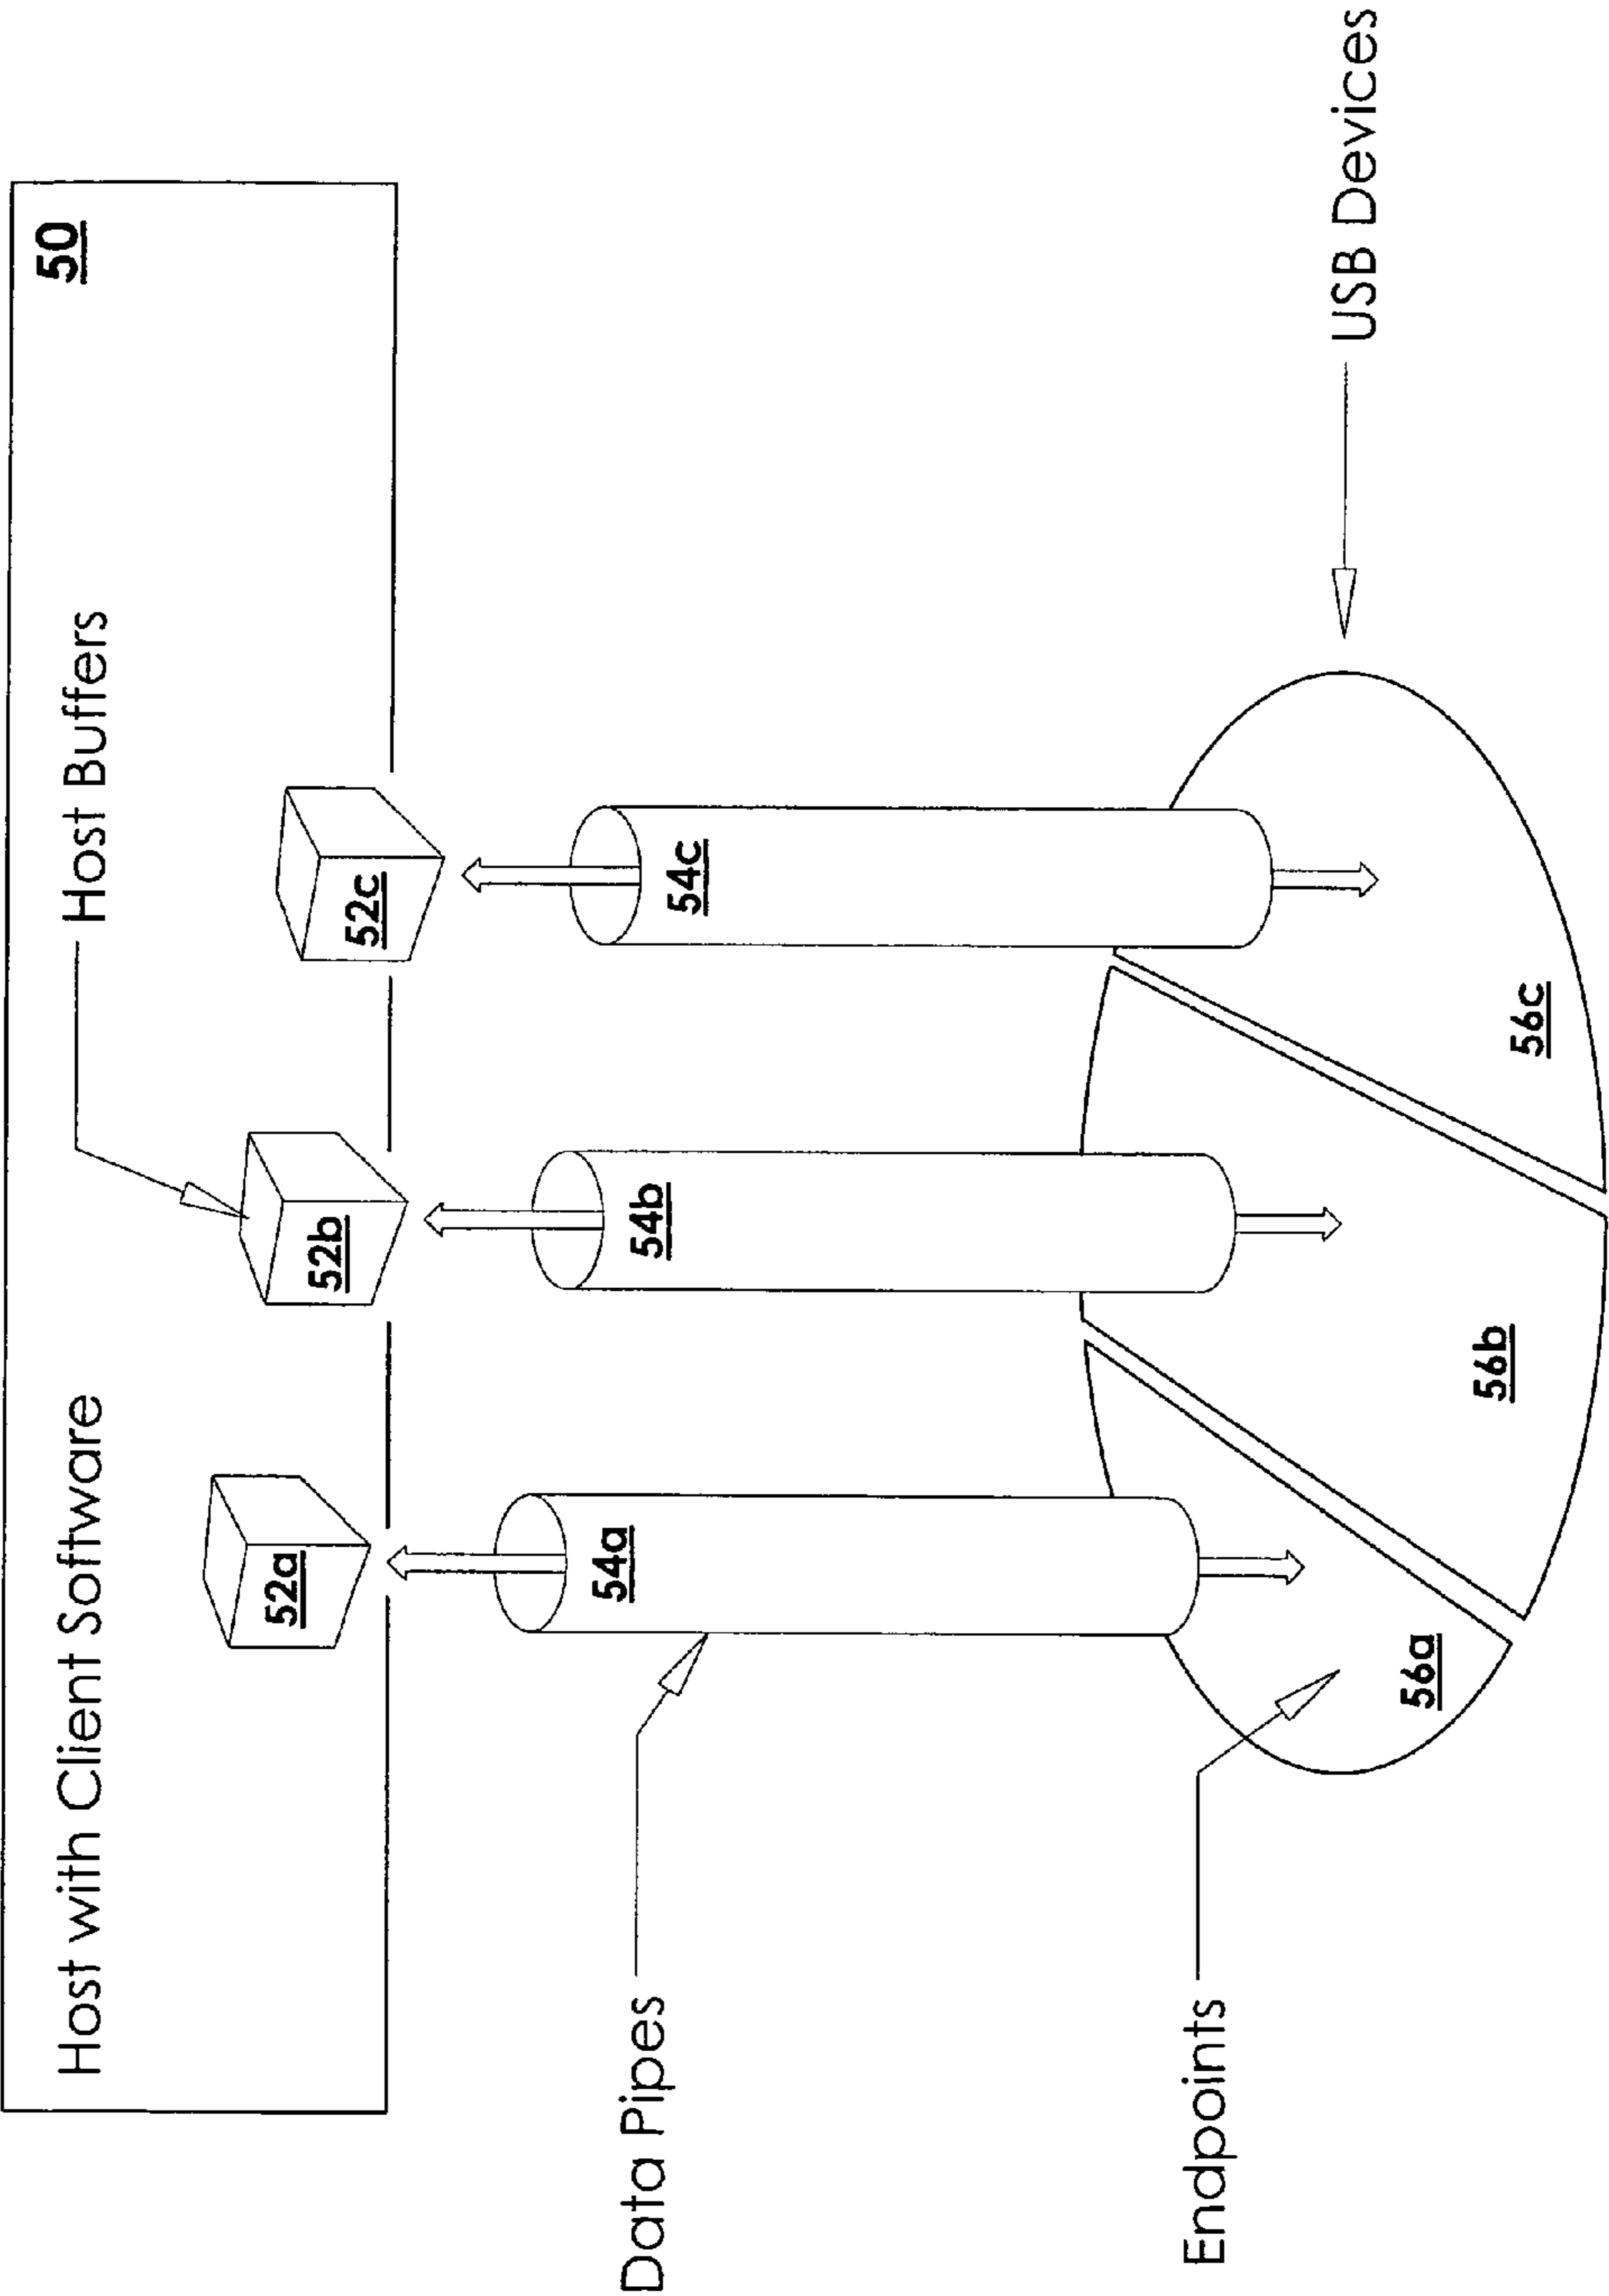 Host with Client Software
Host Buffers
50
52a
52b
52c
54a
54b
54c
Data Pipes
56a
56b
56c
Endpoints
USB Devices